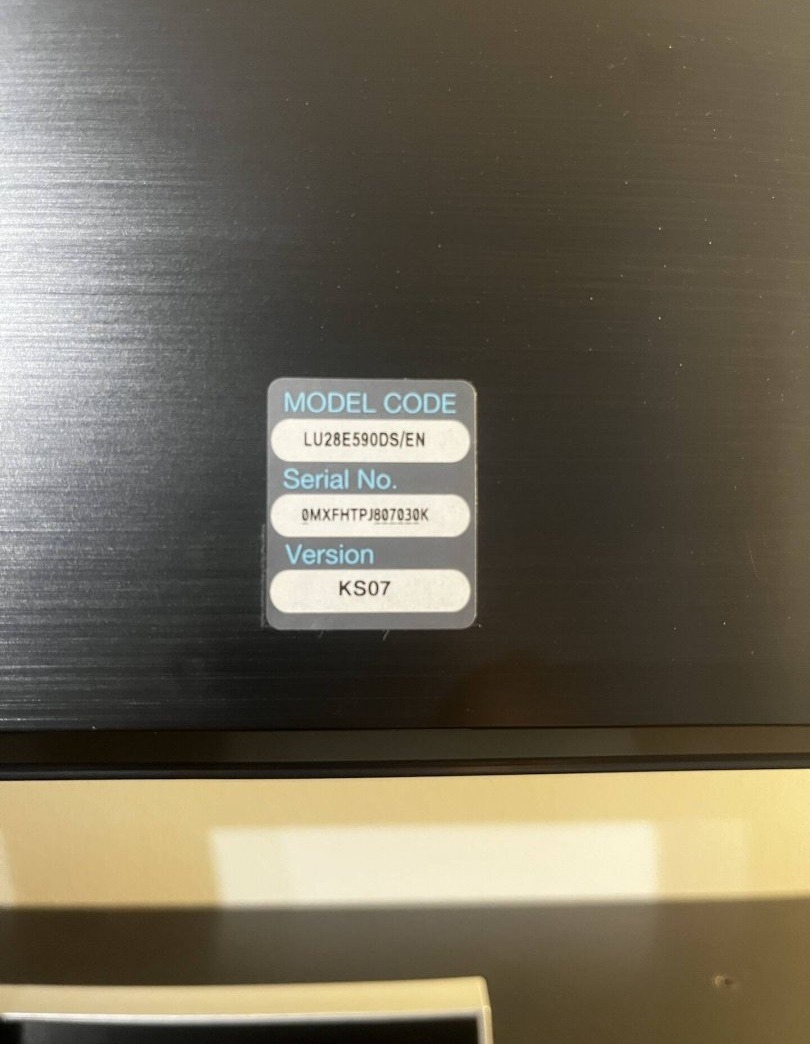 MODEL CODE
LU28E590DS/EN
Serial No.
0MXFHTPJ807030K
Version
KS07